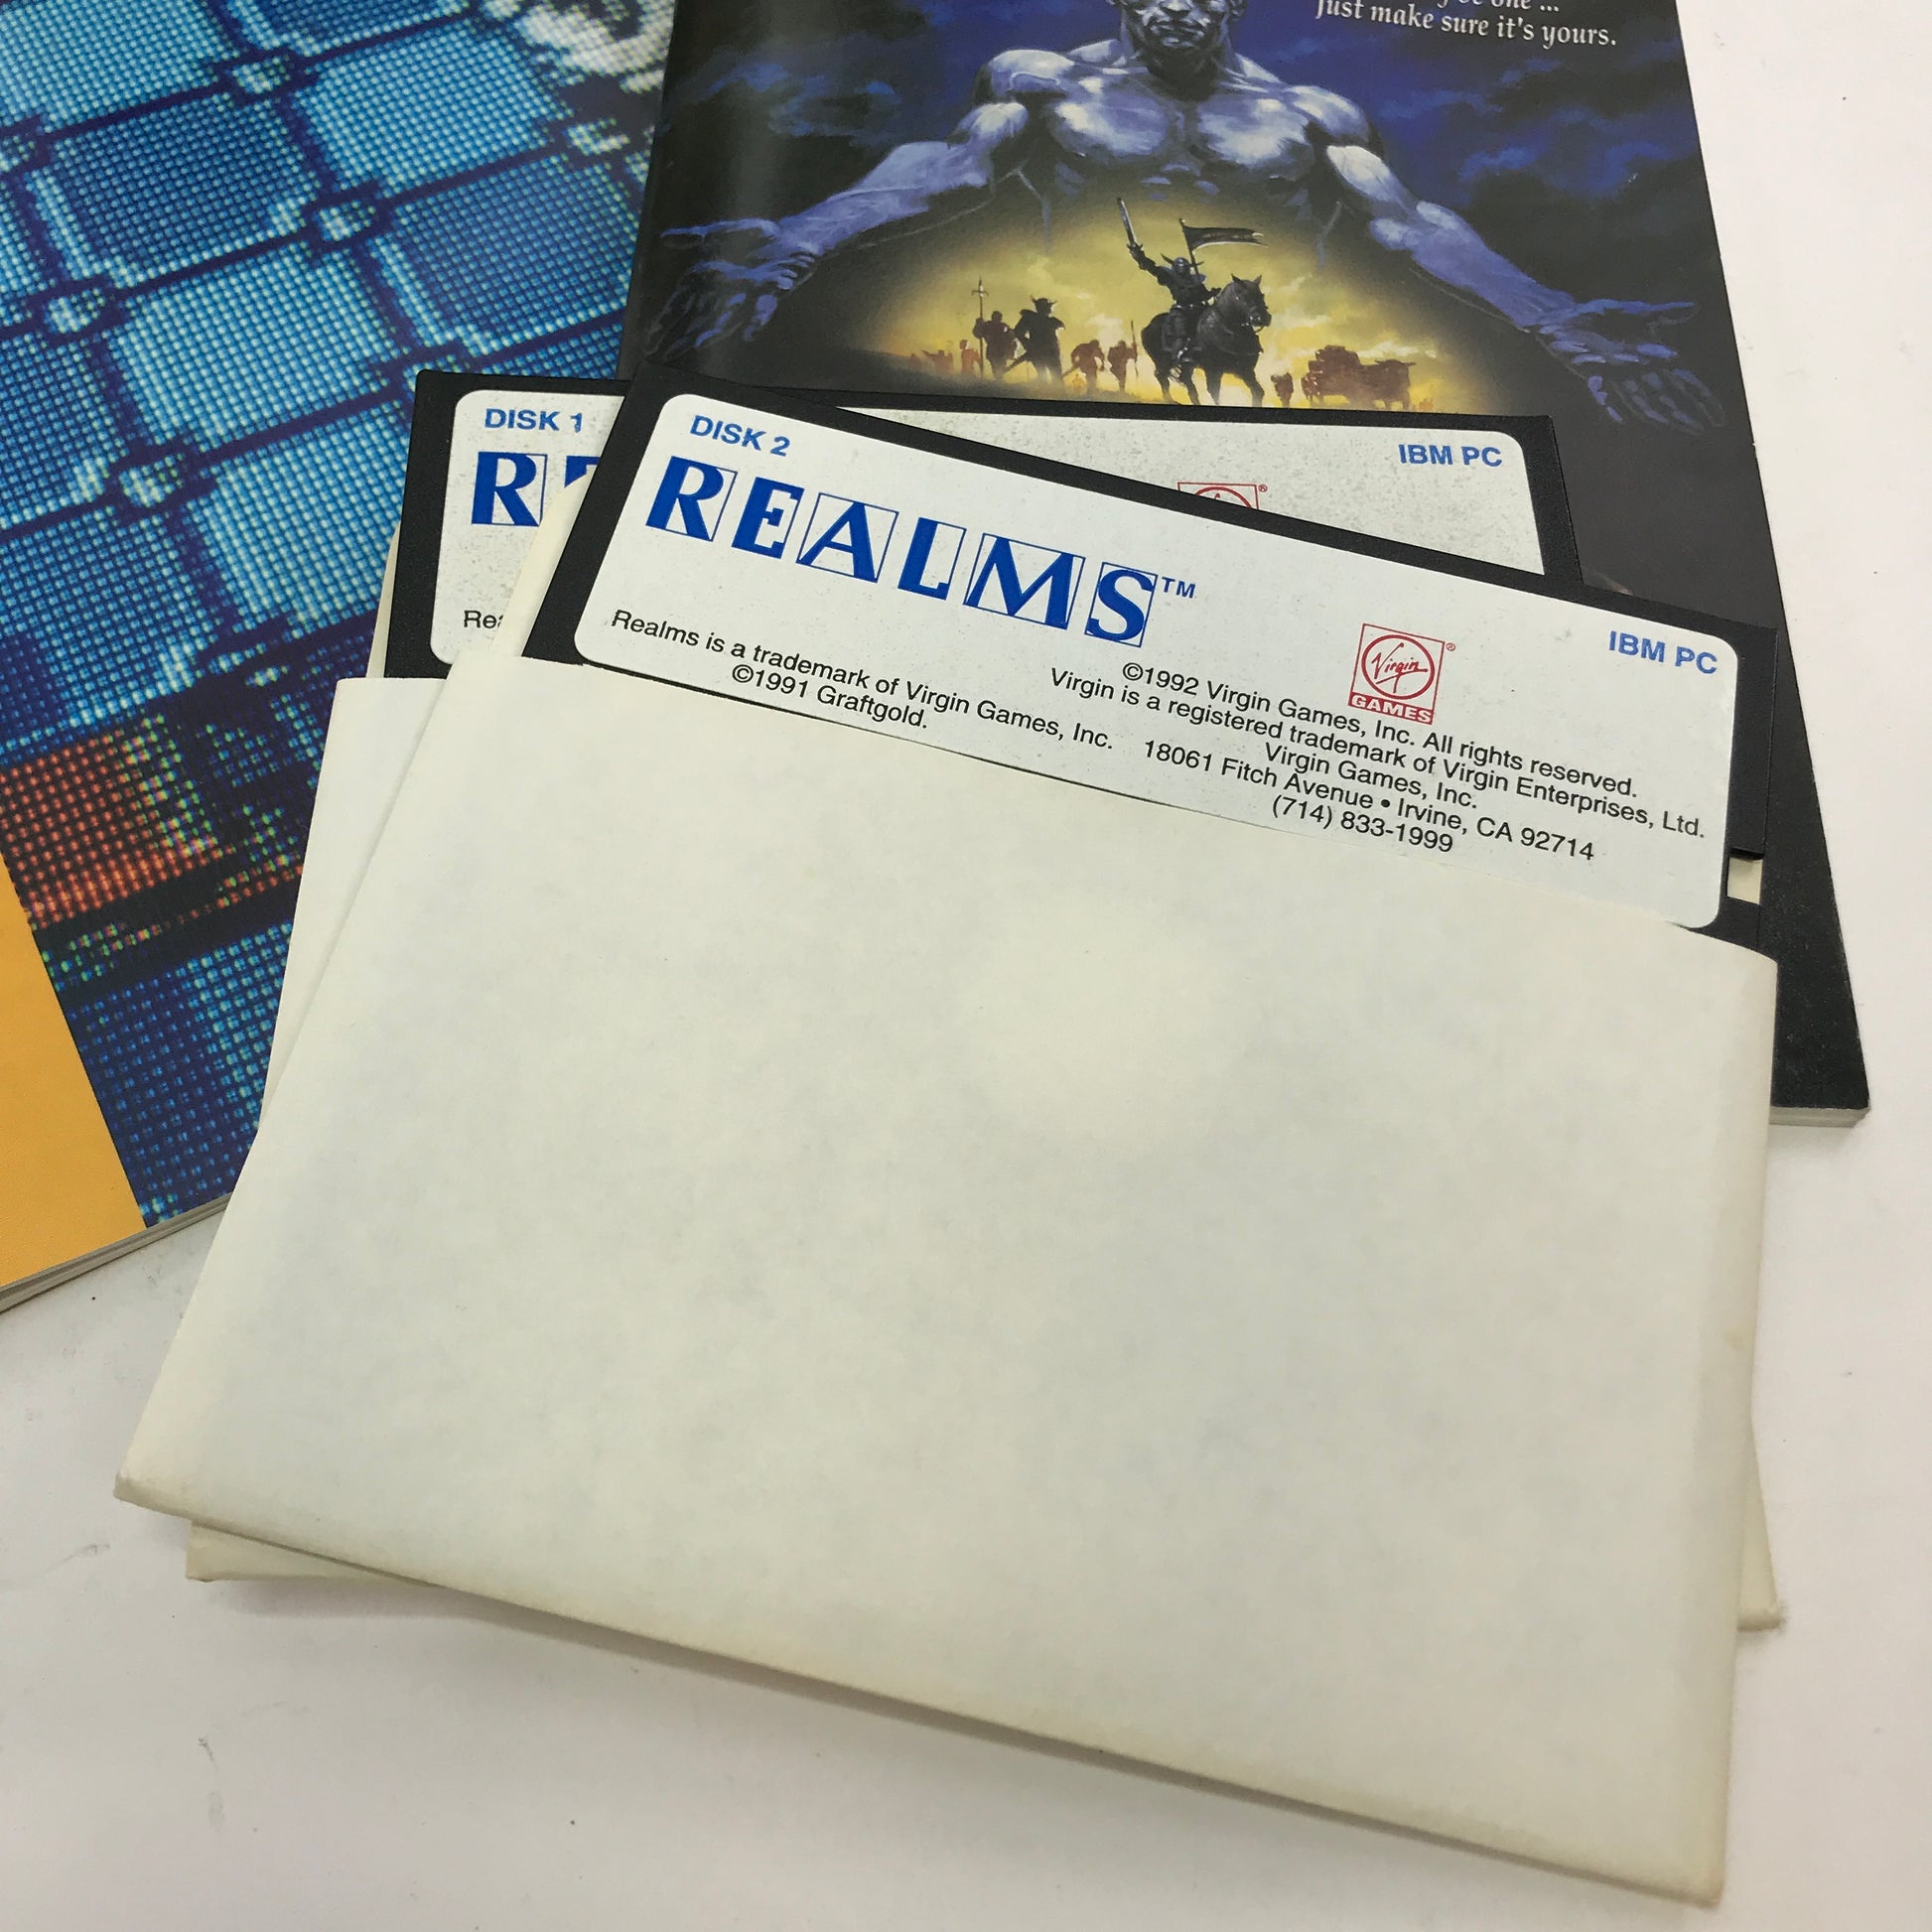 one ...
Just make sure it's yours.
DISK 1
IBM PC
DISK 2
REALMS™
IBM PC
Virgin®
GAMES
Realms is a trademark of Virgin Games, Inc.
©1991 Graftgold.
©1992 Virgin Games, Inc. All rights reserved.
Virgin is a registered trademark of Virgin Enterprises, Ltd.
Virgin Games, Inc.
18061 Fitch Avenue • Irvine, CA 92714
(714) 833-1999